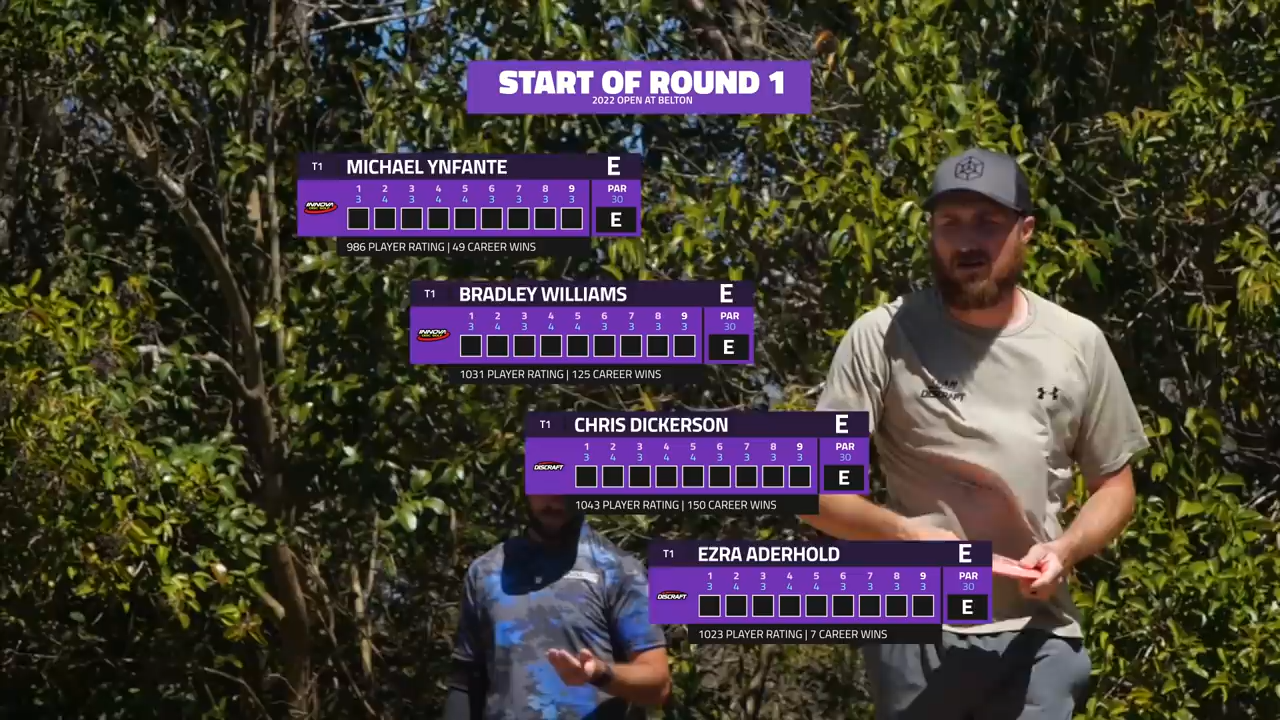 START OF ROUND 1
2022 OPEN AT BELTON
T1 MICHAEL YNFANTE E
1 2 3 4 5 6 7 8 9 PAR
3 4 3 4 4 3 3 3 3 30
INNOVA E
986 PLAYER RATING | 49 CAREER WINS
T1 BRADLEY WILLIAMS E
1 2 3 4 5 6 7 8 9 PAR
3 4 3 4 4 3 3 3 3 30
INNOVA E
1031 PLAYER RATING | 125 CAREER WINS
T1 CHRIS DICKERSON E
1 2 3 4 5 6 7 8 9 PAR
3 4 3 4 4 3 3 3 3 30
DISCRAFT E
1043 PLAYER RATING | 150 CAREER WINS
T1 EZRA ADERHOLD E
1 2 3 4 5 6 7 8 9 PAR
3 4 3 4 4 3 3 3 3 30
DISCRAFT E
1023 PLAYER RATING | 7 CAREER WINS
DISCRAFT